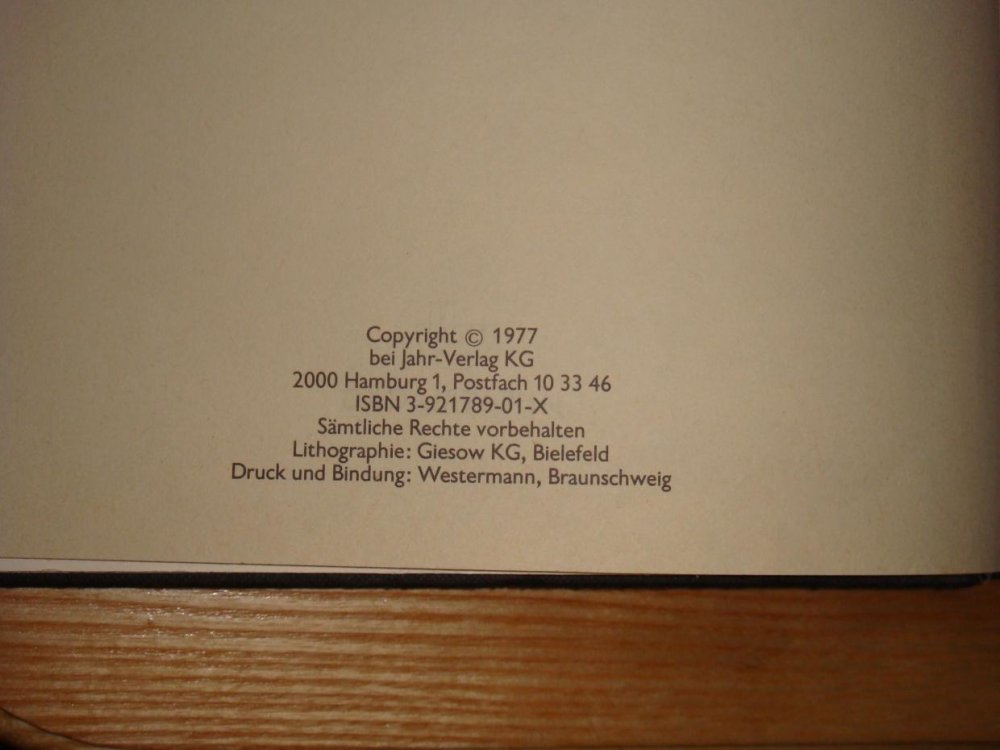 Copyright © 1977
bei Jahr-Verlag KG
2000 Hamburg 1, Postfach 10 33 46
ISBN 3-921789-01-X
Sämtliche Rechte vorbehalten
Lithographie: Giesow KG, Bielefeld
Druck und Bindung: Westermann, Braunschweig